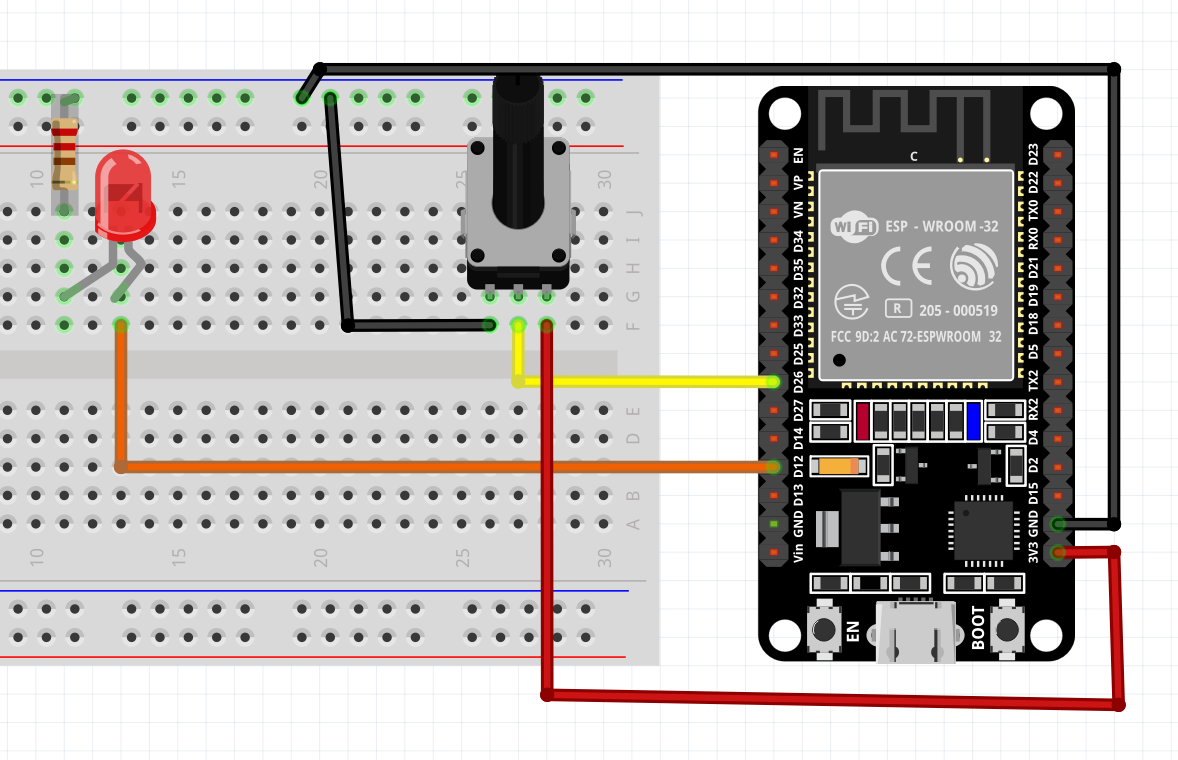 10
15
20
25
30
J
I
H
G
F
E
D
B
A
10
15
20
25
30
C
EN
VP
VN
D34
D35
D32
D33
D25
D26
D27
D14
D12
D13
GND
Vin
D23
D22
TX0
RX0
D21
D19
D18
D5
TX2
RX2
D4
D2
D15
GND
3V3
Wi Fi ESP - WROOM -32
CE
R 205 - 000519
FCC 9D:2 AC 72-ESPWROOM 32
EN
BOOT